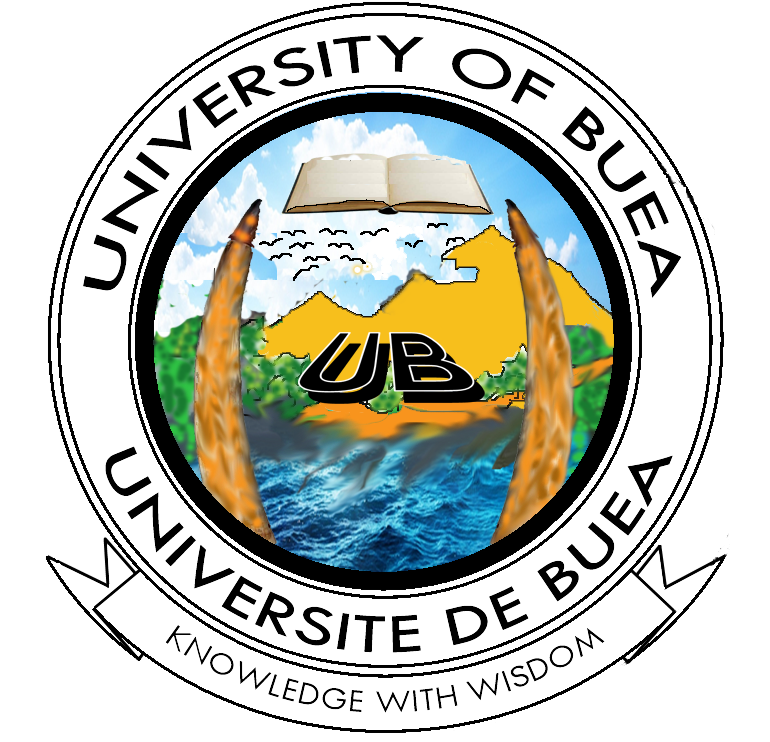 UNIVERSITY OF BUEA
UB
UNIVERSITE DE BUEA
KNOWLEDGE WITH WISDOM